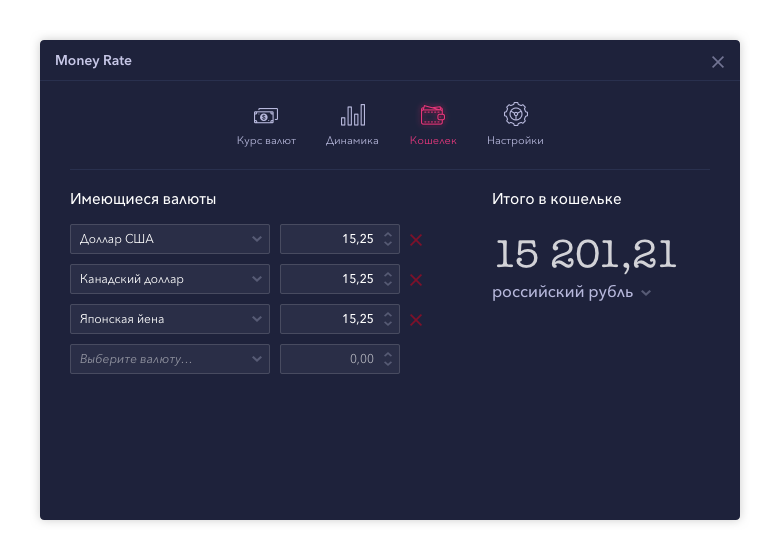 Money Rate
Курс валют
Динамика
Кошелек
Настройки
Имеющиеся валюты
Итого в кошельке
Доллар США
15,25
15 201,21
Канадский доллар
15,25
российский рубль
Японская йена
15,25
Выберите валюту...
0,00